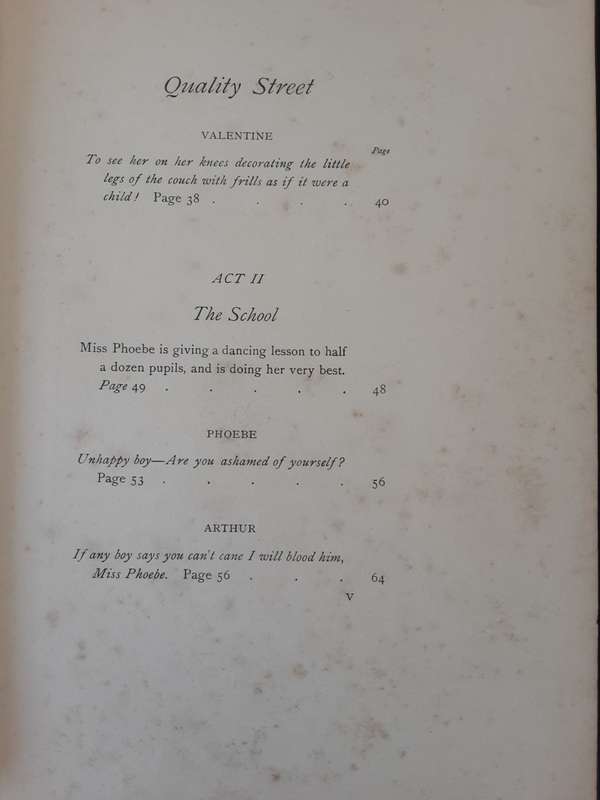 Quality Street
VALENTINE
Page
To see her on her knees decorating the little
legs of the couch with frills as if it were a
child! Page 38 . . . . 40
ACT II
The School
Miss Phoebe is giving a dancing lesson to half
a dozen pupils, and is doing her very best.
Page 49 . . . . . 48
PHOEBE
Unhappy boy—Are you ashamed of yourself?
Page 53 . . . . . 56
ARTHUR
If any boy says you can't cane I will blood him,
Miss Phoebe. Page 56 . . . 64
v